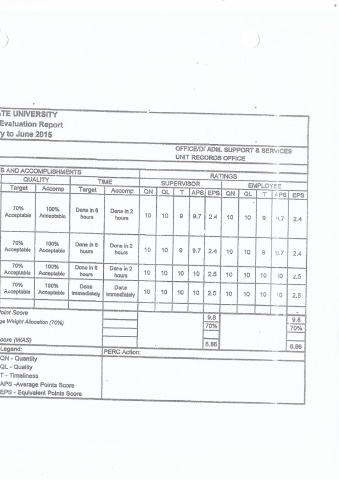 TE UNIVERSITY
Evaluation Report
ry to June 2015
OFFICE/DI ADM. SUPPORT & SERVICES
UNIT RECORDS OFFICE
S AND ACCOMPLISHMENTS RATINGS
QUALITY TIME SUPERVISOR EMPLOYEE
Target Accomp Target Accomp QN QL T APS EPS QN QL T APS EPS
70% Acceptable 100% Acceptable Done in 6 hours Done in 2 hours 10 10 9 9.7 2.4 10 10 9 9.7 2.4
70% Acceptable 100% Acceptable Done in 6 hours Done in 2 hours 10 10 9 9.7 2.4 10 10 9 9.7 2.4
70% Acceptable 100% Acceptable Done in 6 hours Done in 2 hours 10 10 10 10 2.5 10 10 10 10 2.5
70% Acceptable 100% Acceptable Done immediately Done immediately 10 10 10 10 2.5 10 10 10 10 2.5
Point Score 9.8 9.8
ge Weight Allocation (70%) 70% 70%
core (WAS) 6.86 6.86
Legend: PERC Action:
QN - Quantity
QL - Quality
T - Timeliness
APS -Average Points Score
EPS - Equivalent Points Score